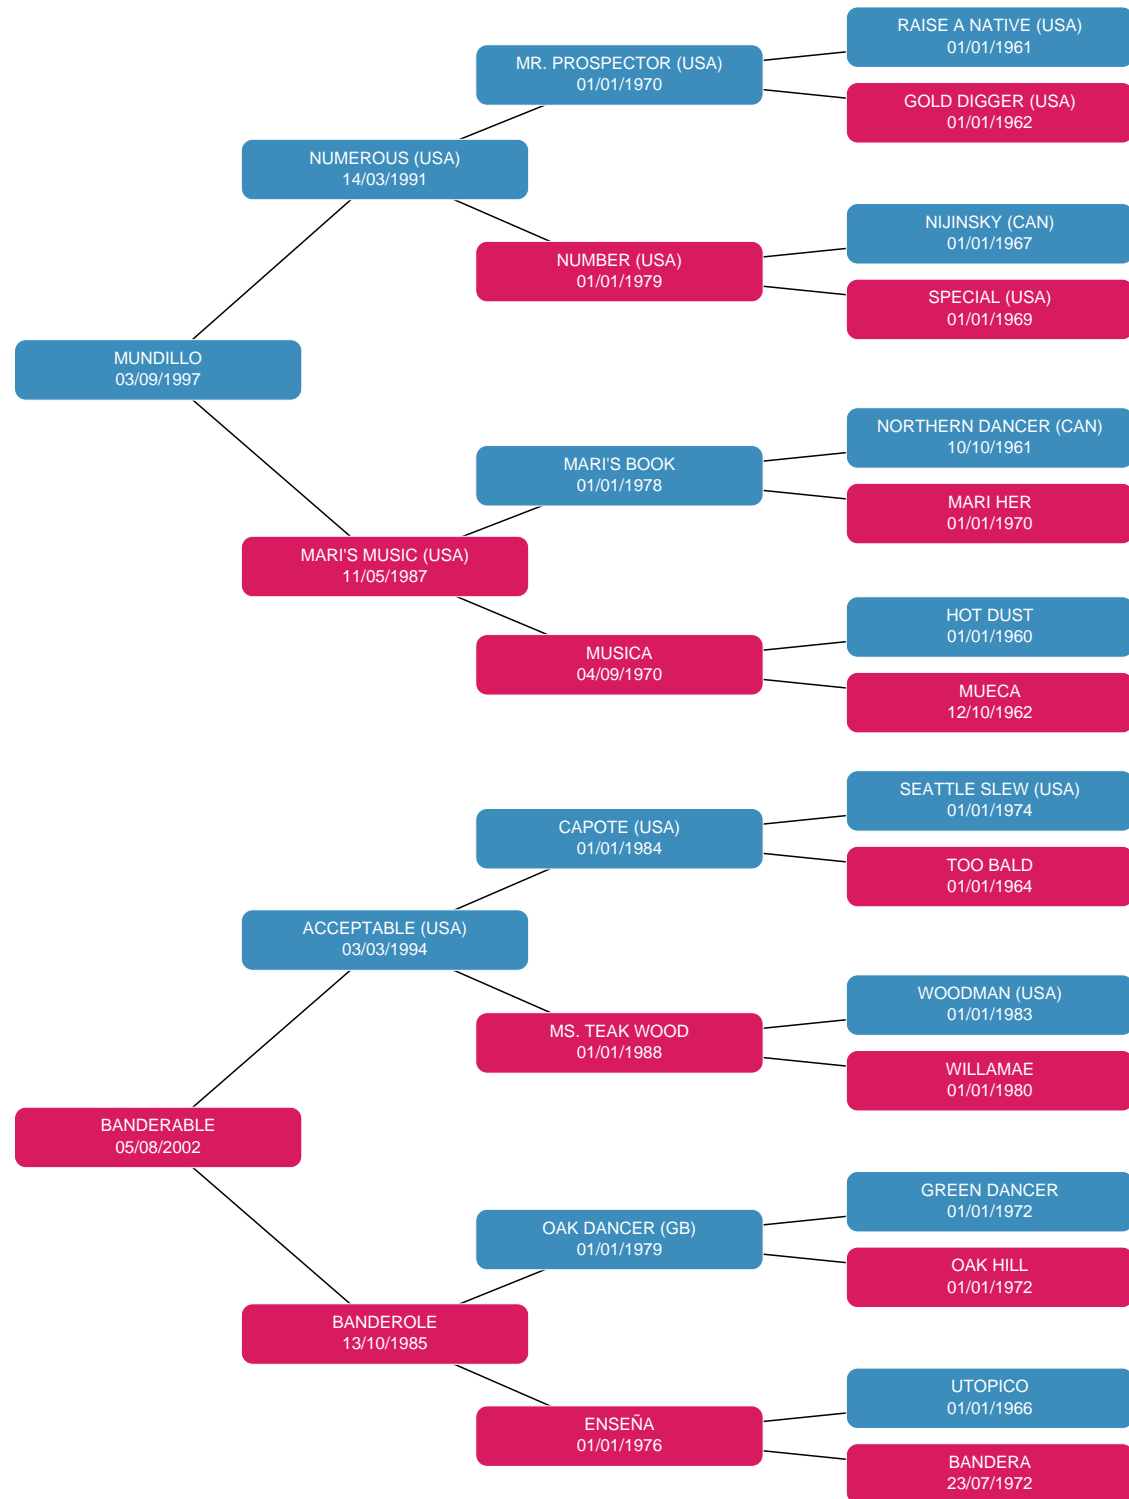 RAISE A NATIVE (USA)
01/01/1961
MR. PROSPECTOR (USA)
01/01/1970
GOLD DIGGER (USA)
01/01/1962
NUMEROUS (USA)
14/03/1991
NIJINSKY (CAN)
01/01/1967
NUMBER (USA)
01/01/1979
SPECIAL (USA)
01/01/1969
MUNDILLO
03/09/1997
NORTHERN DANCER (CAN)
10/10/1961
MARI'S BOOK
01/01/1978
MARI HER
01/01/1970
MARI'S MUSIC (USA)
11/05/1987
HOT DUST
01/01/1960
MUSICA
04/09/1970
MUECA
12/10/1962
SEATTLE SLEW (USA)
01/01/1974
CAPOTE (USA)
01/01/1984
TOO BALD
01/01/1964
ACCEPTABLE (USA)
03/03/1994
WOODMAN (USA)
01/01/1983
MS. TEAK WOOD
01/01/1988
WILLAMAE
01/01/1980
BANDERABLE
05/08/2002
GREEN DANCER
01/01/1972
OAK DANCER (GB)
01/01/1979
OAK HILL
01/01/1972
BANDEROLE
13/10/1985
UTOPICO
01/01/1966
ENSEÑA
01/01/1976
BANDERA
23/07/1972